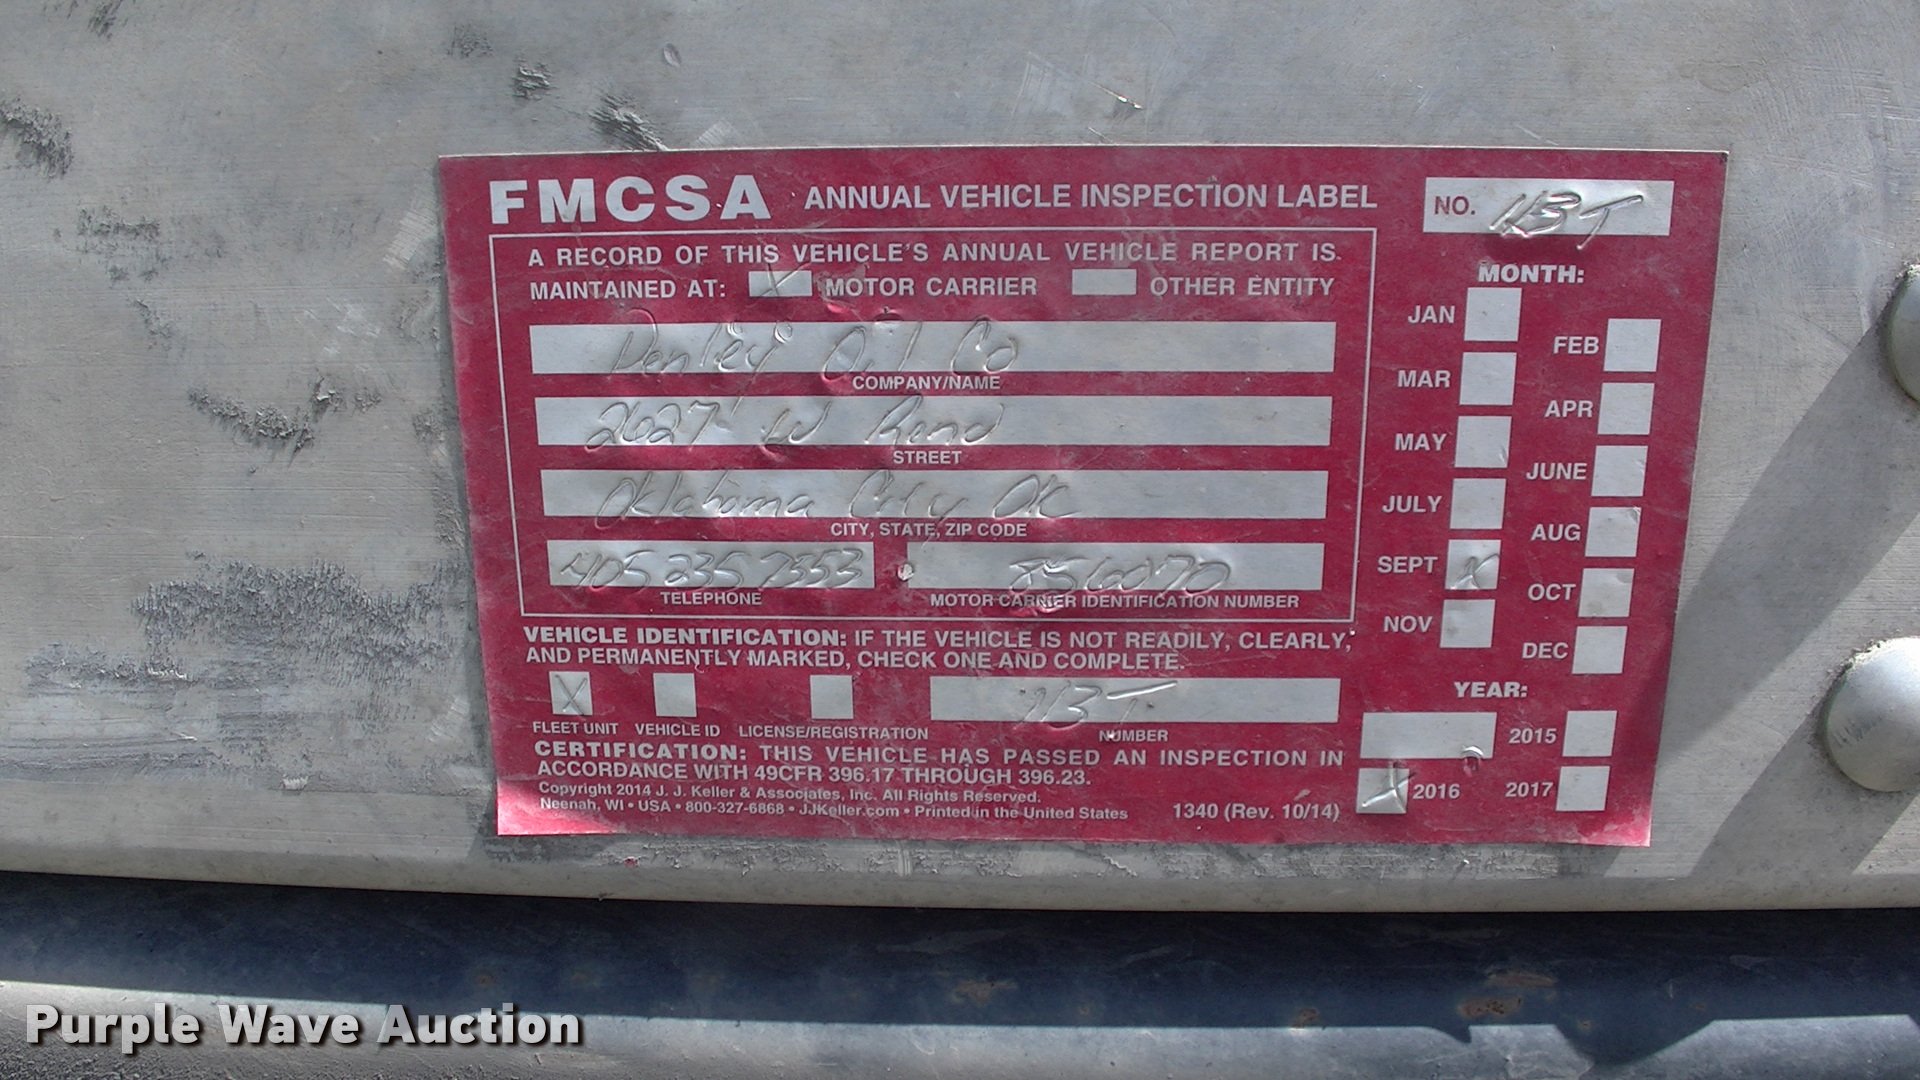 FMCSA ANNUAL VEHICLE INSPECTION LABEL
NO. 113T
A RECORD OF THIS VEHICLE'S ANNUAL VEHICLE REPORT IS
MAINTAINED AT: X MOTOR CARRIER OTHER ENTITY
Penley Oil Co
COMPANY/NAME
2627 W Reno
STREET
Oklahoma City OK
CITY, STATE, ZIP CODE
405 235 7553 856070
TELEPHONE MOTOR CARRIER IDENTIFICATION NUMBER
VEHICLE IDENTIFICATION: IF THE VEHICLE IS NOT READILY, CLEARLY,
AND PERMANENTLY MARKED, CHECK ONE AND COMPLETE.
X 113T
FLEET UNIT VEHICLE ID LICENSE/REGISTRATION NUMBER
CERTIFICATION: THIS VEHICLE HAS PASSED AN INSPECTION IN
ACCORDANCE WITH 49CFR 396.17 THROUGH 396.23.
Copyright 2014 J. J. Keller & Associates, Inc. All Rights Reserved.
Neenah, WI • USA • 800-327-6868 • JJKeller.com • Printed in the United States 1340 (Rev. 10/14)
MONTH:
JAN
FEB
MAR
APR
MAY
JUNE
JULY
AUG
SEPT X
OCT
NOV
DEC
YEAR:
2015
X 2016 2017
Purple Wave Auction